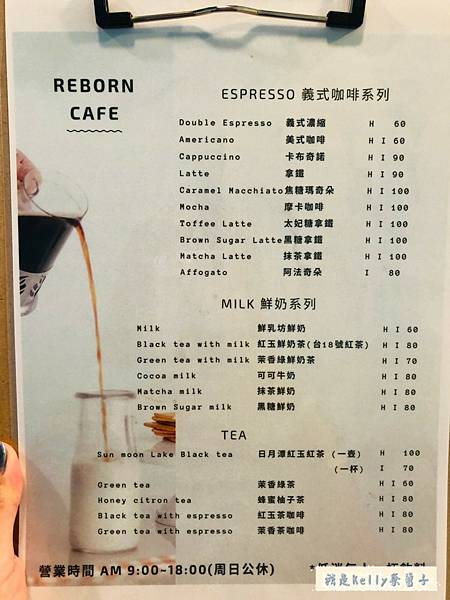 REBORN
CAFE
ESPRESSO 義式咖啡系列
Double Espresso 義式濃縮 H 60
Americano 美式咖啡 H I 60
Cappuccino 卡布奇諾 H I 90
Latte 拿鐵 H I 90
Caramel Macchiato 焦糖瑪奇朵 H I 100
Mocha 摩卡咖啡 H I 100
Toffee Latte 太妃糖拿鐵 H I 100
Brown Sugar Latte 黑糖拿鐵 H I 100
Matcha Latte 抹茶拿鐵 H I 100
Affogato 阿法奇朵 I 80
MILK 鮮奶系列
Milk 鮮乳坊鮮奶 H I 60
Black tea with milk 紅玉鮮奶茶(台18號紅茶) H I 80
Green tea with milk 茉香綠鮮奶茶 H I 70
Cocoa milk 可可牛奶 H I 80
Matcha milk 抹茶鮮奶 H I 80
Brown Sugar milk 黑糖鮮奶 H I 80
TEA
Sun moon Lake Black tea 日月潭紅玉紅茶 (一壺) H 100
(一杯) I 70
Green tea 茉香綠茶 H I 60
Honey citron tea 蜂蜜柚子茶 H I 80
Black tea with espresso 紅玉茶咖啡 H I 80
Green tea with espresso 茉香茶咖啡 H I 80
營業時間 AM 9:00~18:00(周日公休)
我是Kelly葉醬子